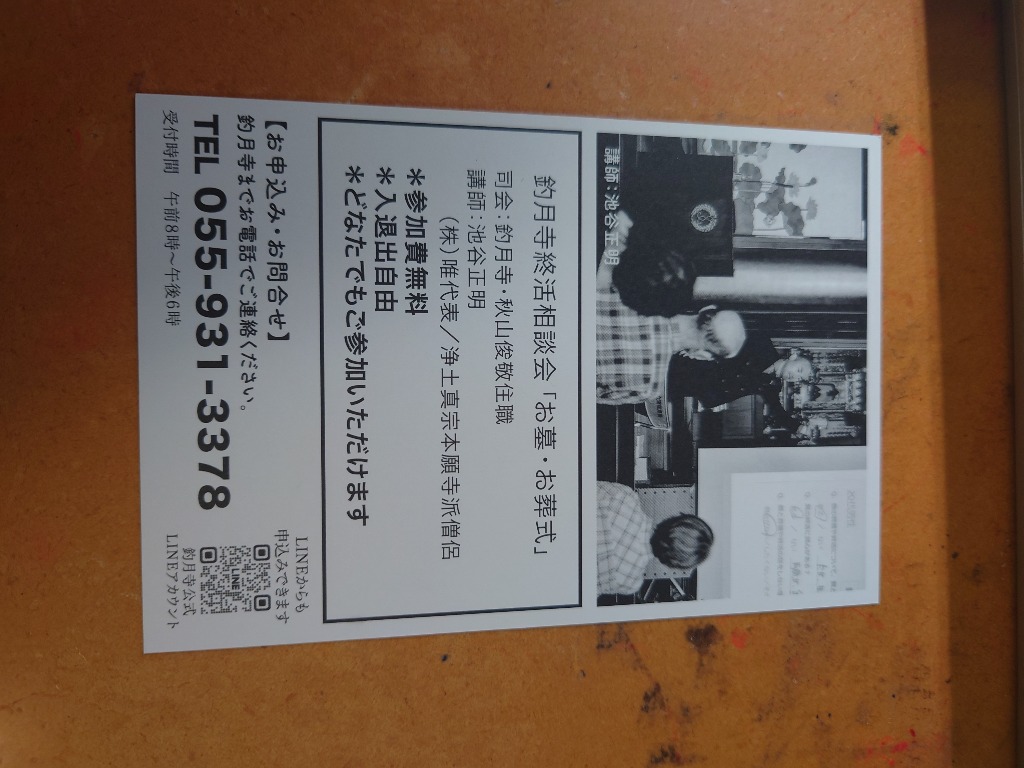 講師：池谷正明
釣月寺終活相談会「お墓・お葬式」
司会：釣月寺・秋山俊敬住職
講師：池谷正明
（株）唯代表／浄土真宗本願寺派僧侶
＊参加費無料
＊入退出自由
＊どなたでもご参加いただけます
【お申込み・お問合せ】
釣月寺までお電話でご連絡ください。
TEL 055-931-3378
受付時間　午前8時～午後6時
LINEからも
申込みできます
LINE
釣月寺公式
LINEアカウント